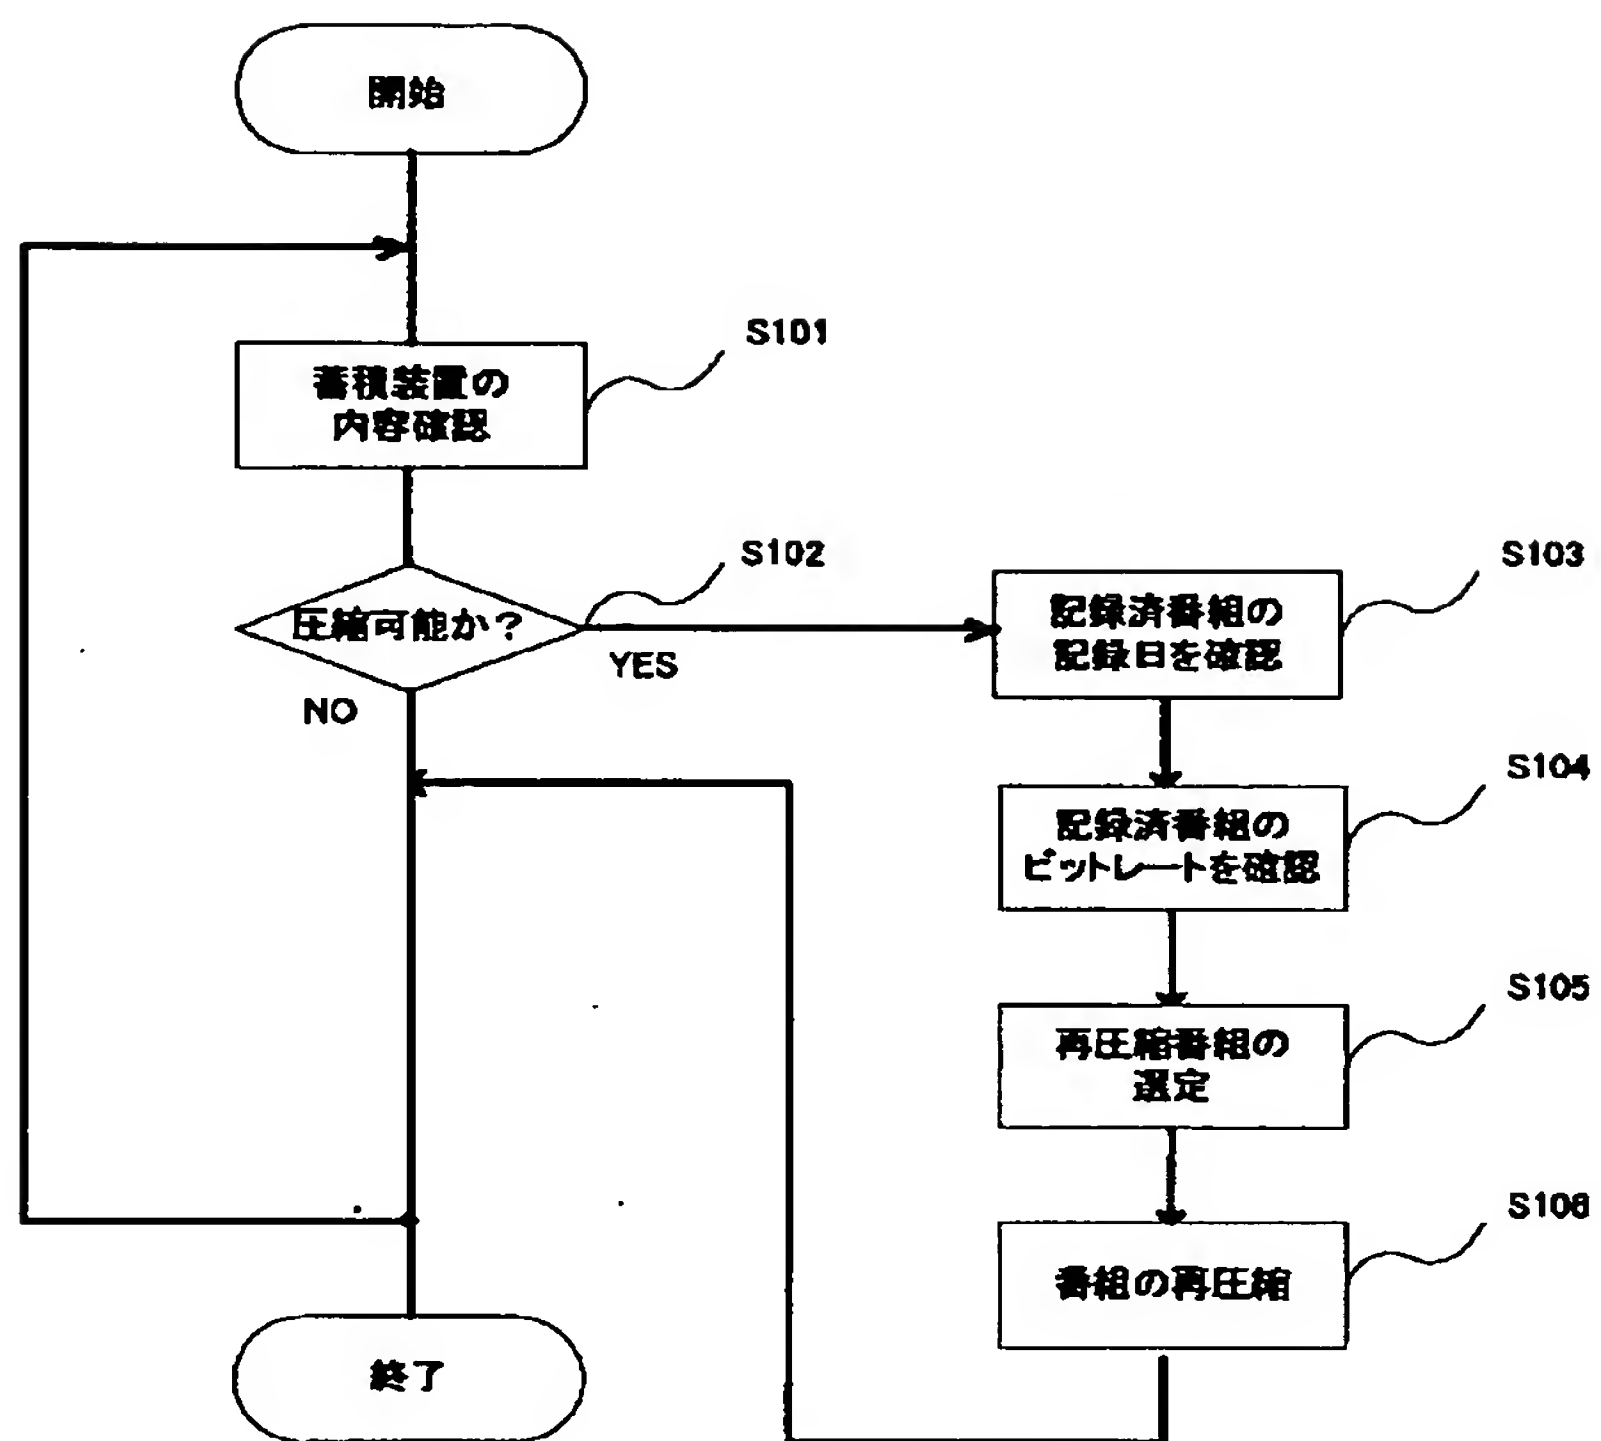 開始
S101
蓄積装置の
内容確認
S102
圧縮可能か？
YES
NO
S103
記録済番組の
記録日を確認
S104
記録済番組の
ビットレートを確認
S105
再圧縮番組の
選定
S106
番組の再圧縮
終了